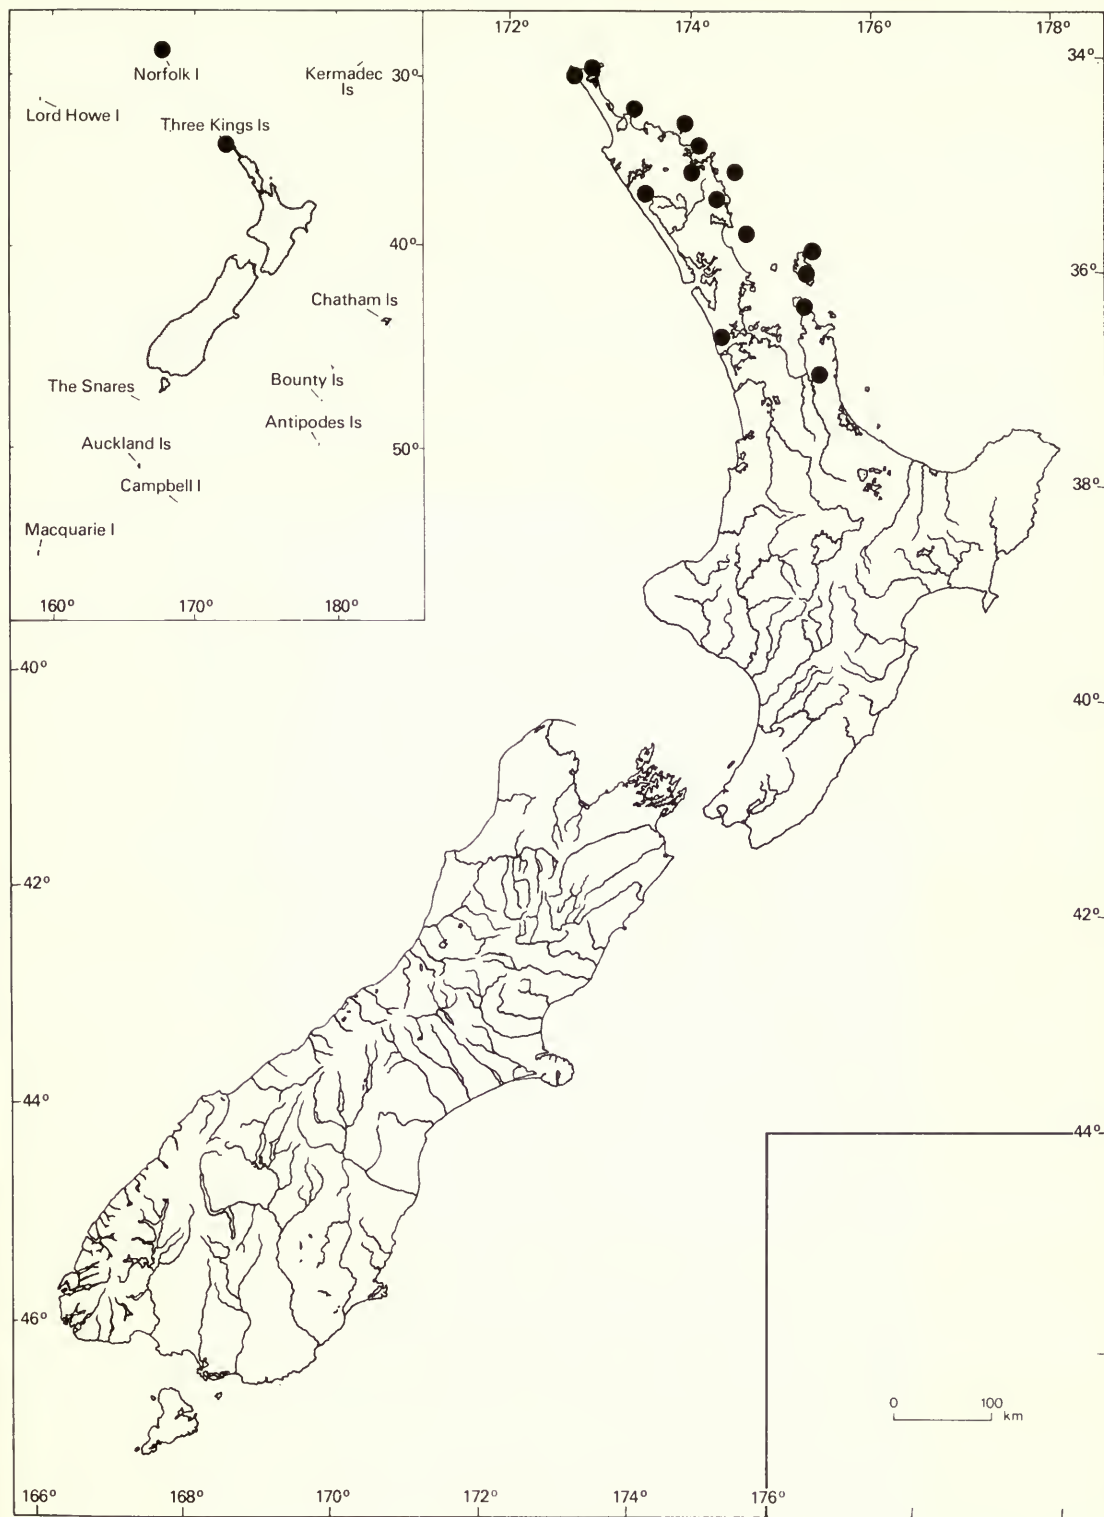 172° 174° 176° 178°
34°
Norfolk I
Kermadec
Is
30°
Lord Howe I
Three Kings Is
40°
36°
Chatham Is
The Snares
Bounty Is
Antipodes Is
Auckland Is
50°
Campbell I
38°
Macquarie I
160° 170° 180°
40°
40°
42°
42°
44°
44°
46°
0 100
km
166° 168° 170° 172° 174° 176°